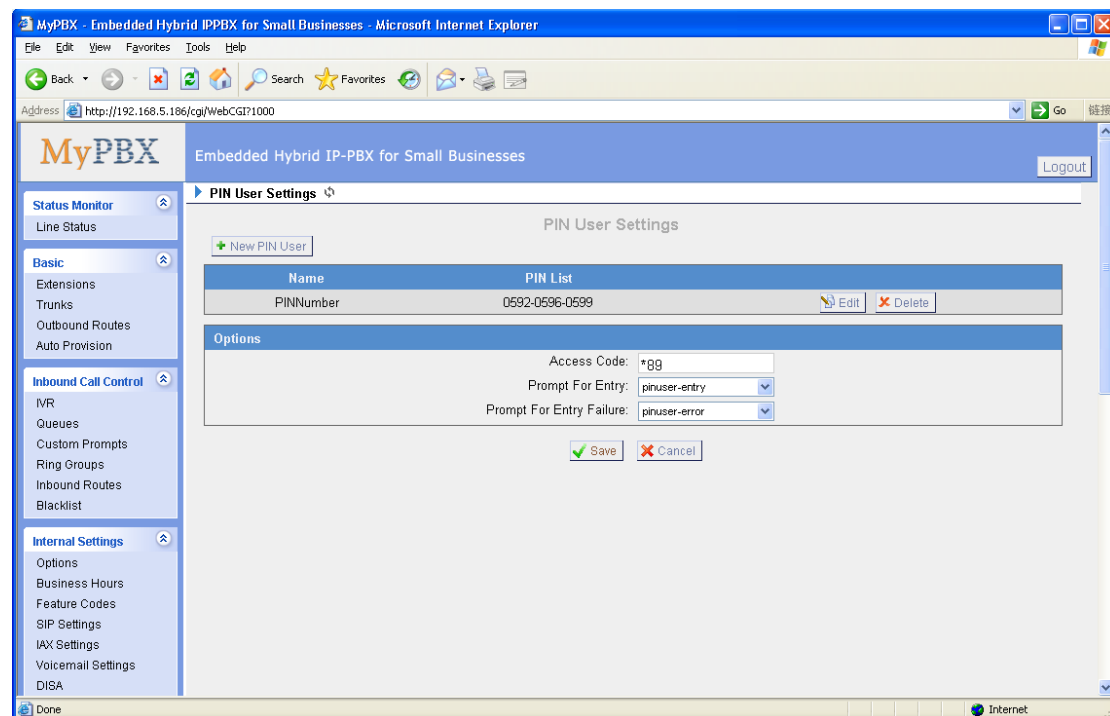 MyPBX - Embedded Hybrid IPPBX for Small Businesses - Microsoft Internet Explorer
File Edit View Favorites Tools Help
Back Search Favorites
Address http://192.168.5.186/cgi/WebCGI?1000 Go 链接
MyPBX
Embedded Hybrid IP-PBX for Small Businesses
Logout
Status Monitor
Line Status
Basic
Extensions
Trunks
Outbound Routes
Auto Provision
Inbound Call Control
IVR
Queues
Custom Prompts
Ring Groups
Inbound Routes
Blacklist
Internal Settings
Options
Business Hours
Feature Codes
SIP Settings
IAX Settings
Voicemail Settings
DISA
PIN User Settings
PIN User Settings
New PIN User
Name PIN List
PINNumber 0592-0596-0599 Edit Delete
Options
Access Code: *89
Prompt For Entry: pinuser-entry
Prompt For Entry Failure: pinuser-error
Save Cancel
Done Internet